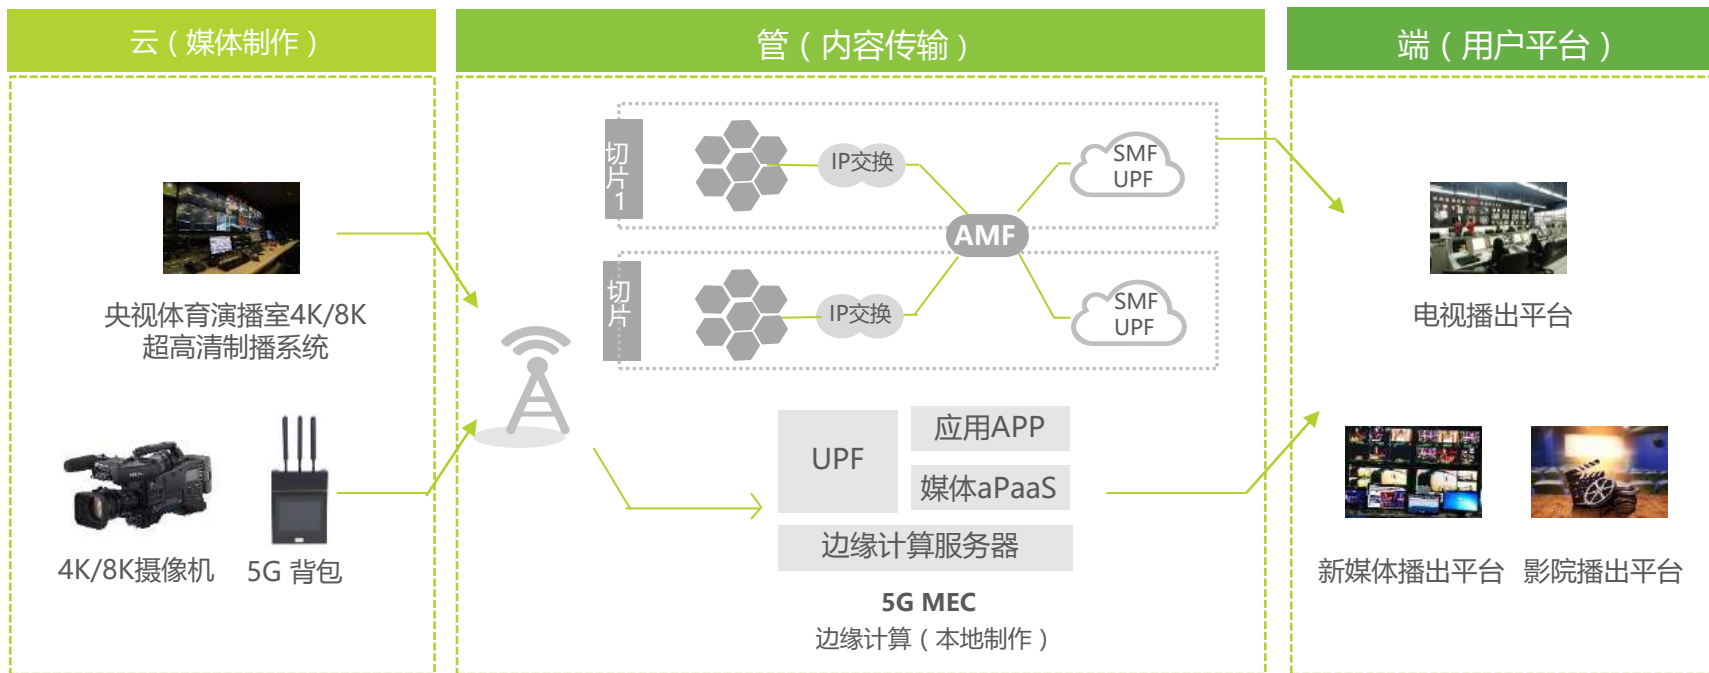 云（媒体制作）
管（内容传输）
端（用户平台）
央视体育演播室4K/8K
超高清制播系统
4K/8K摄像机
5G 背包
切片1
IP交换
SMF
UPF
AMF
切片
IP交换
SMF
UPF
UPF
应用APP
媒体aPaaS
边缘计算服务器
5G MEC
边缘计算（本地制作）
电视播出平台
新媒体播出平台
影院播出平台